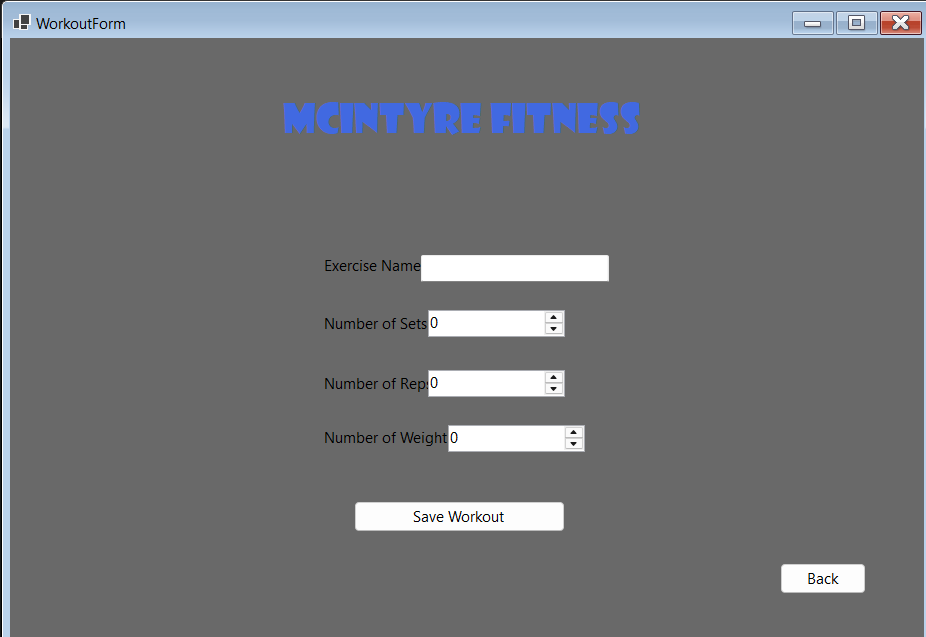 WorkoutForm
MCINTYRE FITNESS
Exercise Name
Number of Sets 0
Number of Reps 0
Number of Weight 0
Save Workout
Back